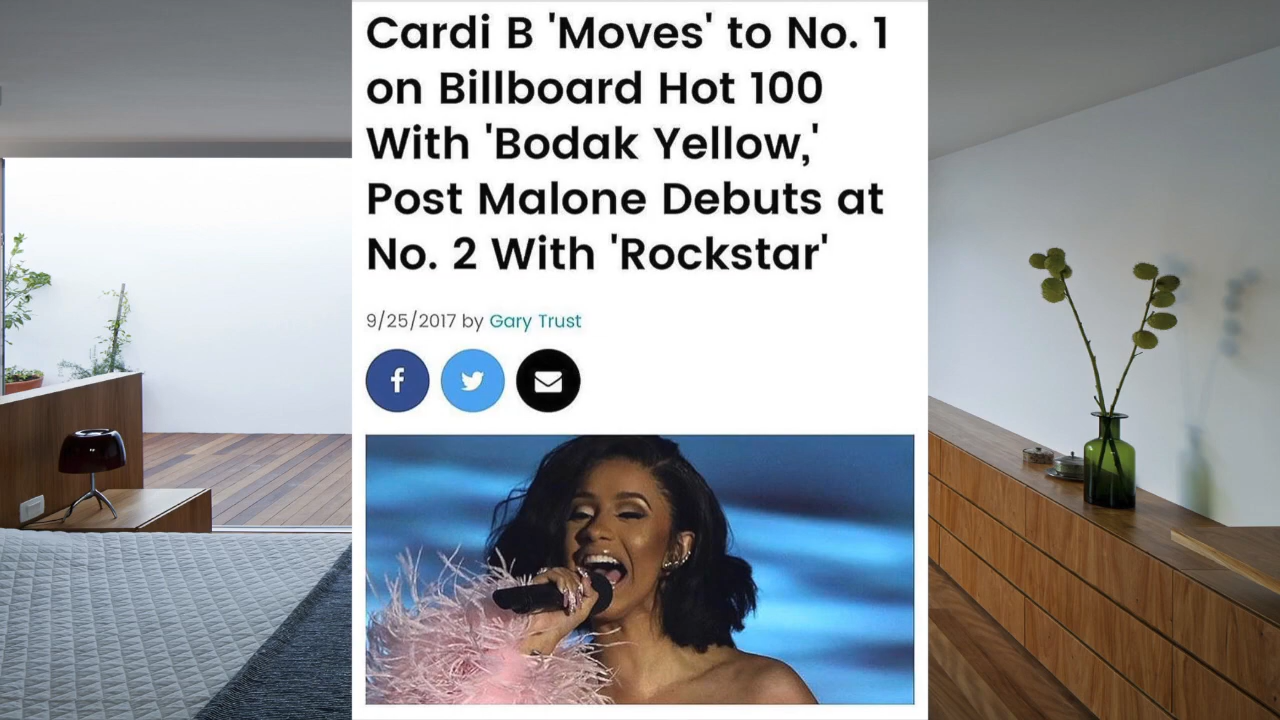 Cardi B 'Moves' to No. 1
on Billboard Hot 100
With 'Bodak Yellow,'
Post Malone Debuts at
No. 2 With 'Rockstar'
9/25/2017 by Gary Trust